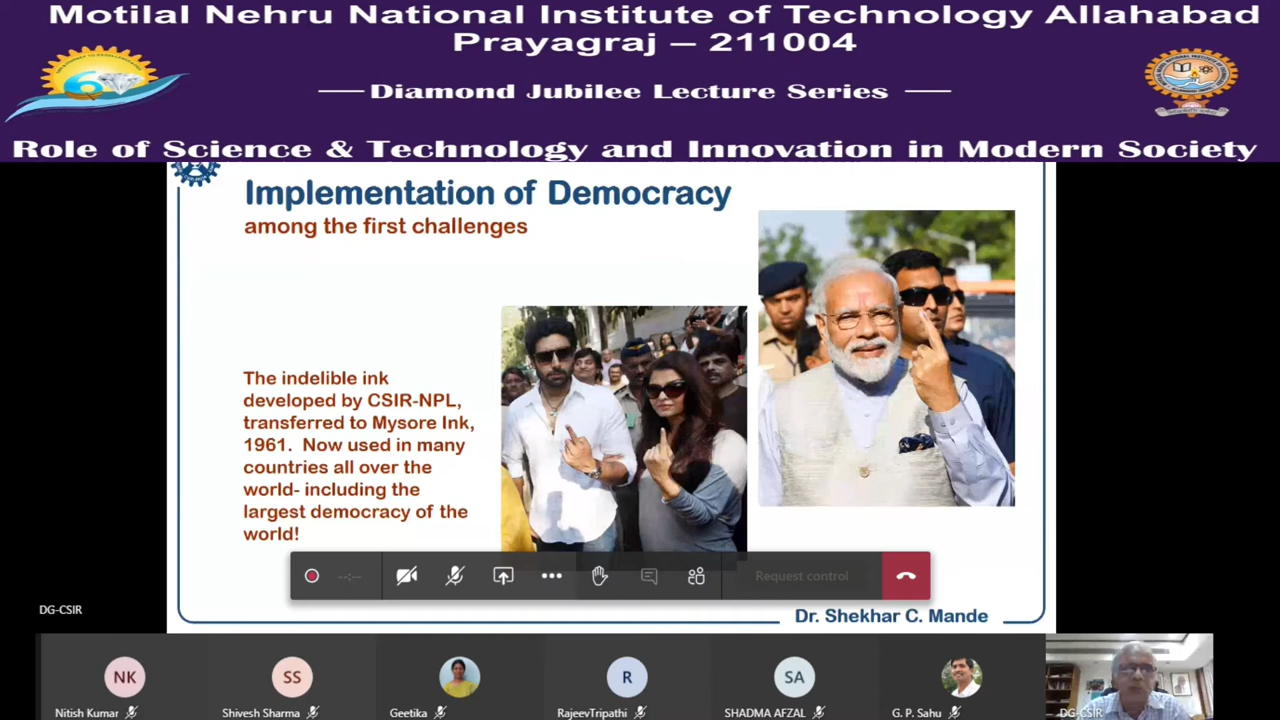 Motilal Nehru National Institute of Technology Allahabad
Prayagraj – 211004
Diamond Jubilee Lecture Series
Role of Science & Technology and Innovation in Modern Society
Implementation of Democracy
among the first challenges
The indelible ink
developed by CSIR-NPL,
transferred to Mysore Ink,
1961. Now used in many
countries all over the
world- including the
largest democracy of the
world!
--:--
Request control
Dr. Shekhar C. Mande
DG-CSIR
NK
SS
R
SA
Nitish Kumar
Shivesh Sharma
Geetika
RajeevTripathi
SHADMA AFZAL
G. P. Sahu
DG-CSIR